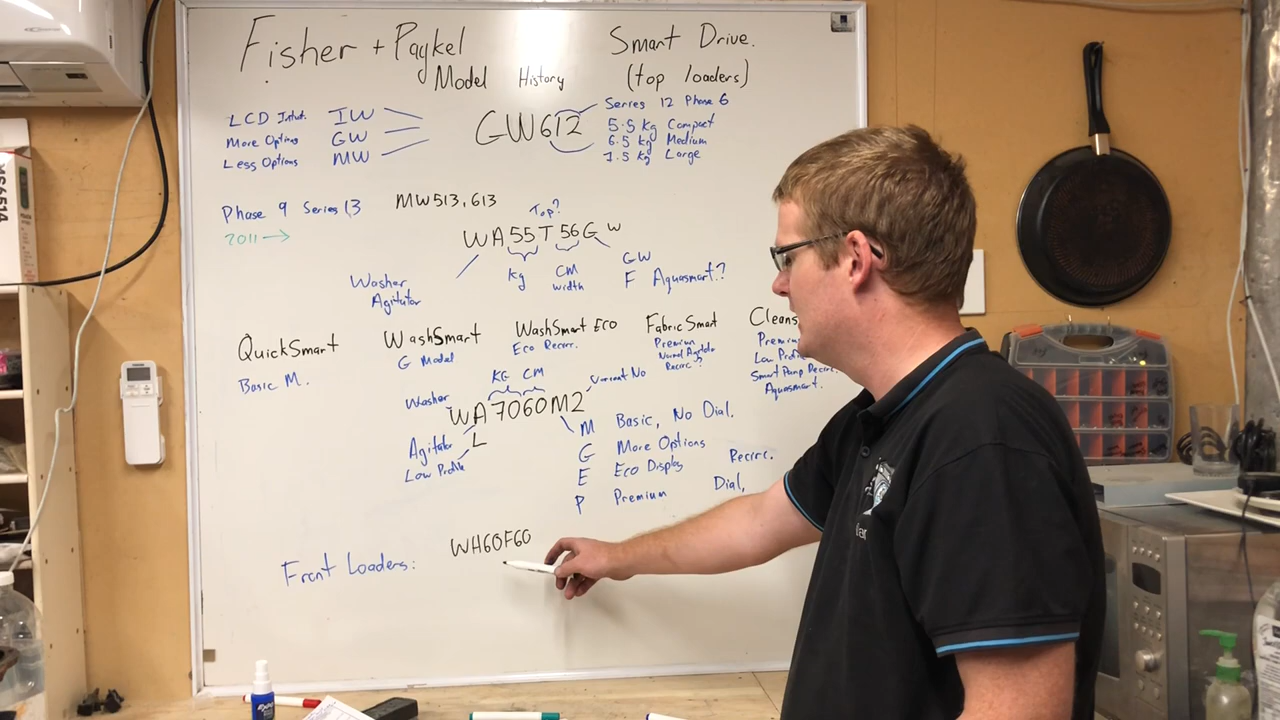 Fisher + Paykel Smart Drive.
Model History (top loaders)
LCD Intuit. IW
More Options GW
Less Options MW
GW612
Series 12 Phase 6
5.5 kg Compact
6.5 kg Medium
7.5 kg Large
Phase 9 Series 13 MW513, 613
2011 →
Top?
WA55T56G W
Washer
Agitator
kg
CM
width
GW
F Aquasmart?
QuickSmart
Basic M.
WashSmart
G Model
WashSmart Eco
Eco Recirc.
FabricSmart
Premium
Normal Agitator
Recirc?
Cleans
Premium
Low Profile
Smart Pump Recirc.
Aquasmart.
KG CM
Variant No
Washer
WA7060M2
Agitator
L
Low Profile
M Basic, No Dial.
G More Options
E Eco Display Recirc.
P Premium Dial,
Front Loaders:
WH60F60
MS6514